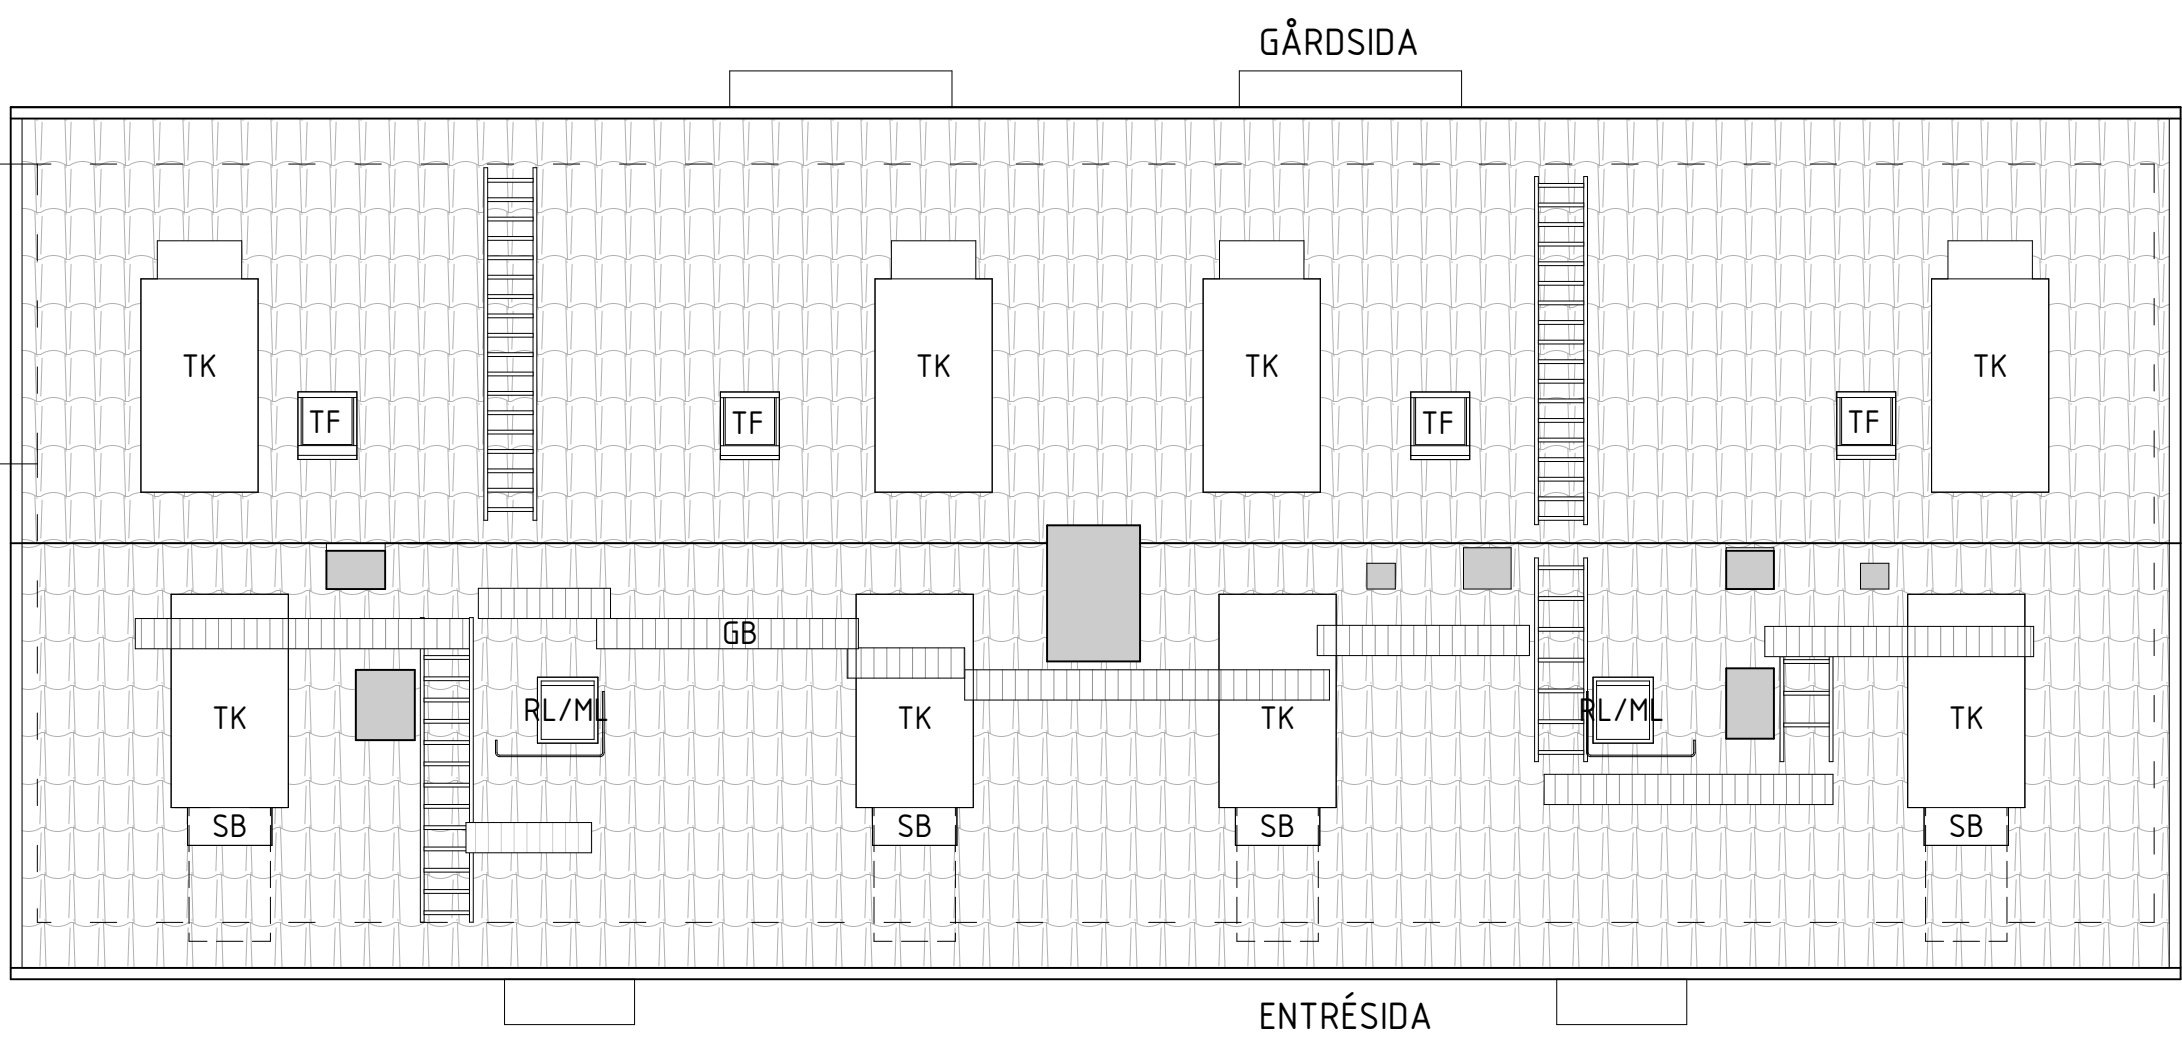 GÅRDSIDA
TK TK TK TK
TF TF TF TF
GB
RL/ML RL/ML
TK TK TK TK
SB SB SB SB
ENTRÉSIDA